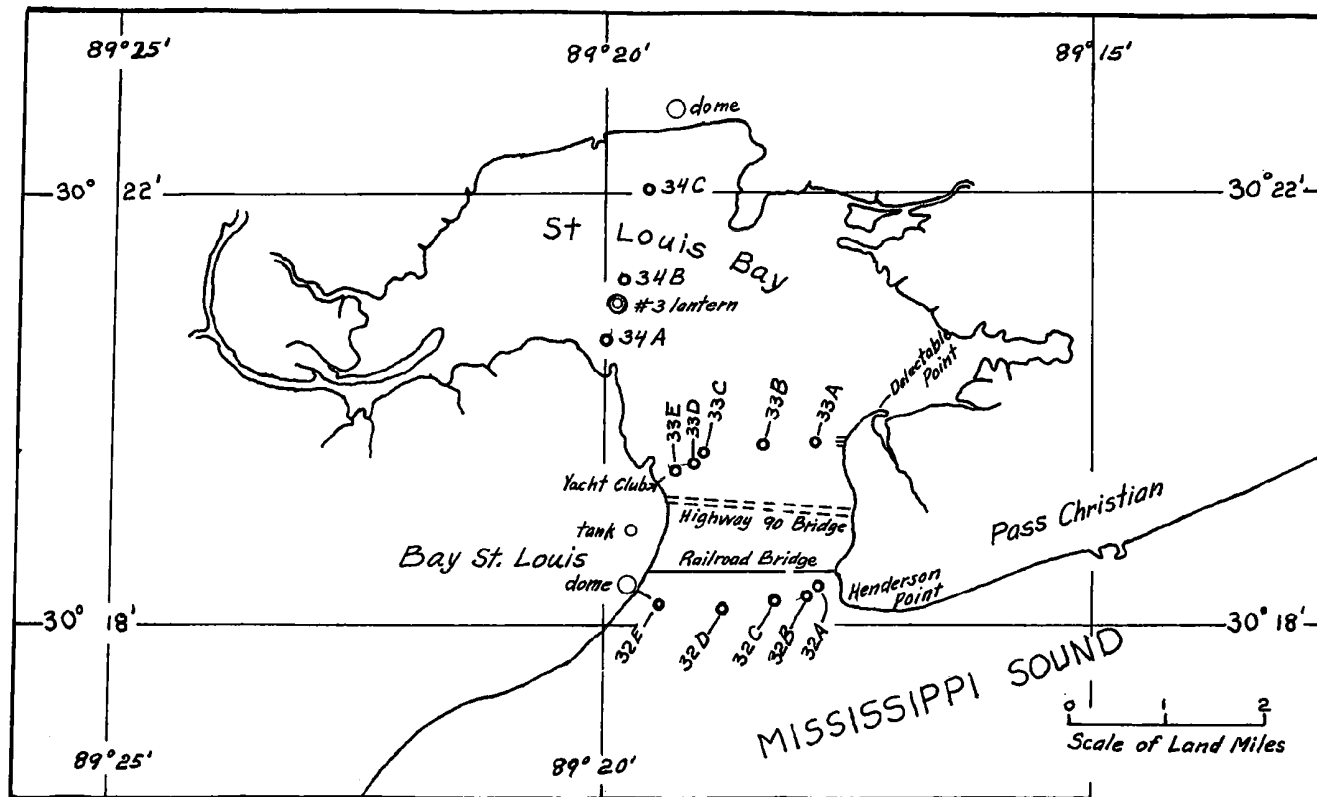 89°25'
89°20'
89°15'
dome
30° 22'
34C
30°22'
St Louis Bay
34B
#3 lantern
34A
Delectable
Point
33E
33D
33C
33B
33A
Yacht Club
Highway 90 Bridge
Pass Christian
tank
Bay St. Louis
Railroad Bridge
dome
Henderson
Point
30° 18'
30° 18'
32E
32D
32C
32B
32A
MISSISSIPPI SOUND
0 1 2
Scale of Land Miles
89°25'
89°20'